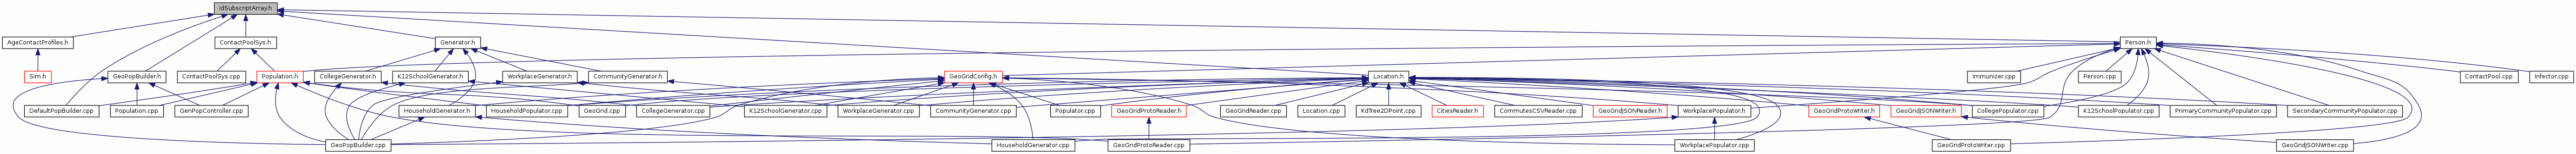 IdSubscriptArray.h
AgeContactProfiles.h
ContactPoolSys.h
Generator.h
Person.h
Sim.h
GeoPopBuilder.h
ContactPoolSys.cpp
Population.h
CollegeGenerator.h
K12SchoolGenerator.h
WorkplaceGenerator.h
CommunityGenerator.h
GeoGridConfig.h
Location.h
Immunizer.cpp
Person.cpp
ContactPool.cpp
Infector.cpp
DefaultPopBuilder.cpp
Population.cpp
GenPopController.cpp
HouseholdGenerator.h
HouseholdPopulator.cpp
GeoGrid.cpp
CollegeGenerator.cpp
K12SchoolGenerator.cpp
WorkplaceGenerator.cpp
CommunityGenerator.cpp
Populator.cpp
GeoGridProtoReader.h
GeoGridReader.cpp
Location.cpp
KdTree2DPoint.cpp
CitiesReader.h
CommutesCSVReader.cpp
GeoGridJSONReader.h
WorkplacePopulator.h
GeoGridProtoWriter.h
GeoGridJSONWriter.h
CollegePopulator.cpp
K12SchoolPopulator.cpp
PrimaryCommunityPopulator.cpp
SecondaryCommunityPopulator.cpp
GeoPopBuilder.cpp
HouseholdGenerator.cpp
GeoGridProtoReader.cpp
WorkplacePopulator.cpp
GeoGridProtoWriter.cpp
GeoGridJSONWriter.cpp